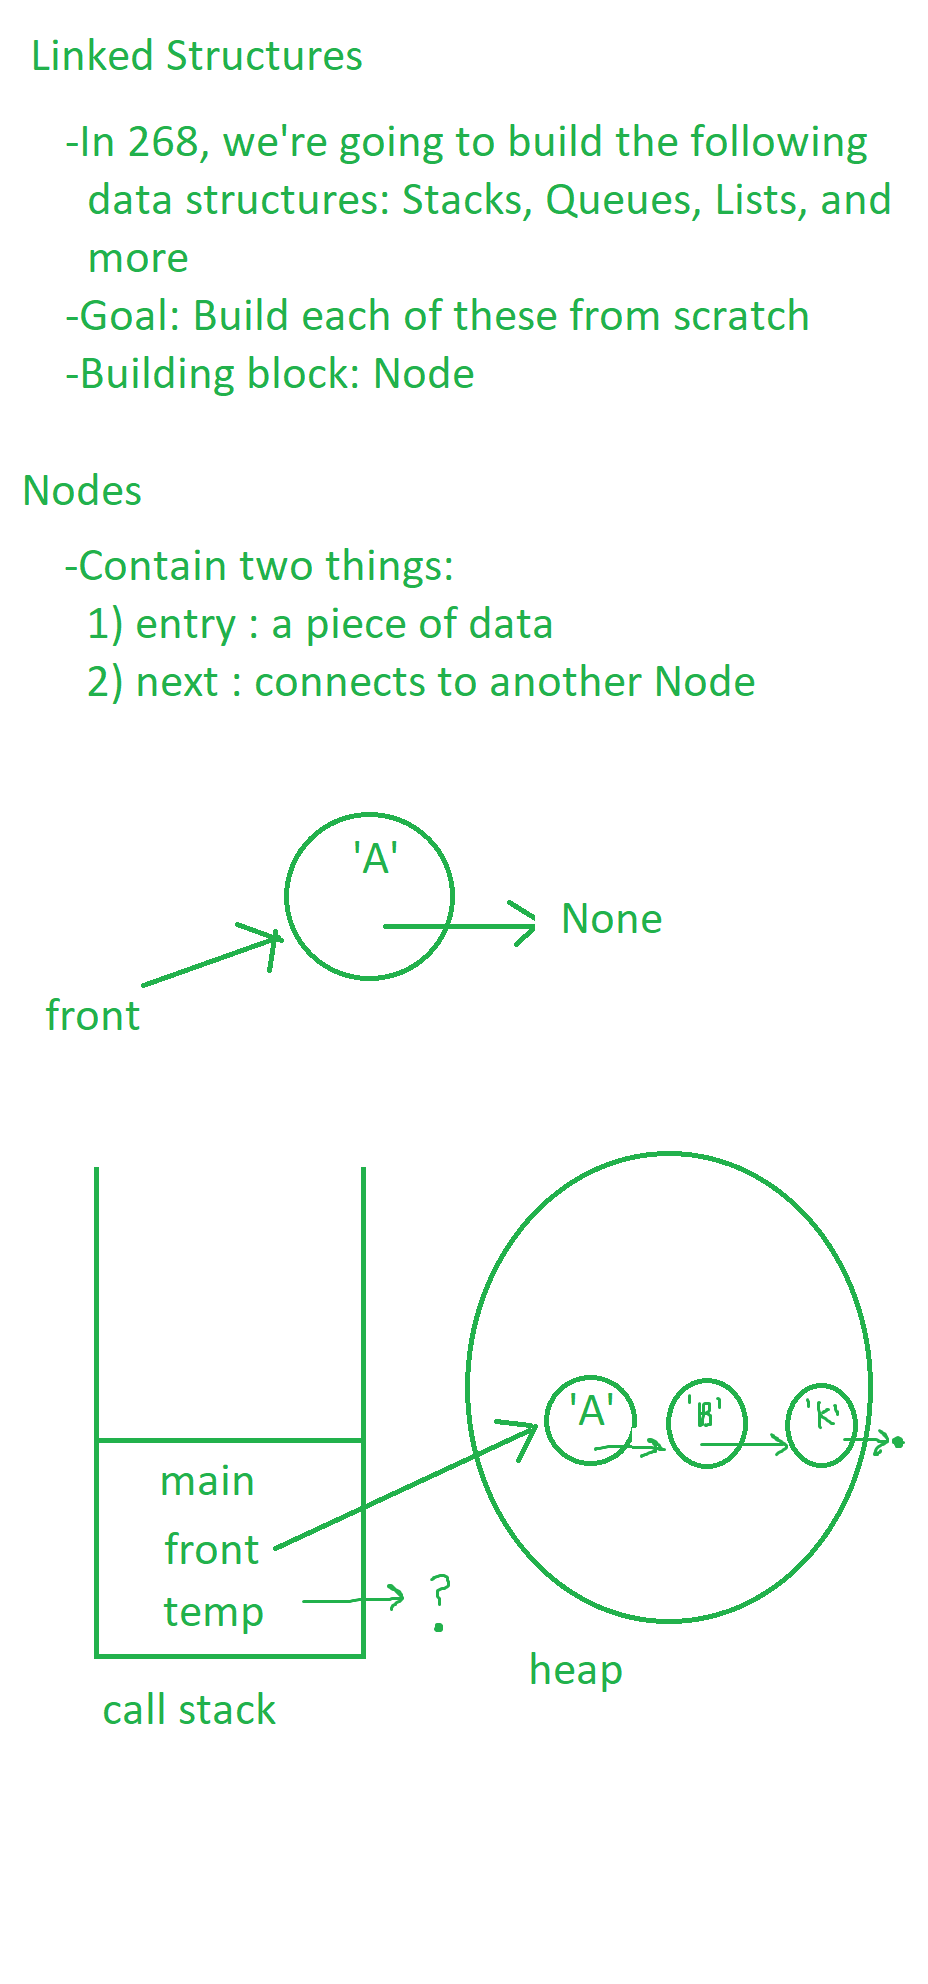 Linked Structures
-In 268, we're going to build the following
data structures: Stacks, Queues, Lists, and
more
-Goal: Build each of these from scratch
-Building block: Node
Nodes
-Contain two things:
1) entry : a piece of data
2) next : connects to another Node
'A'
None
front
'A' 'B' 'K'
main
front
temp ?
heap
call stack